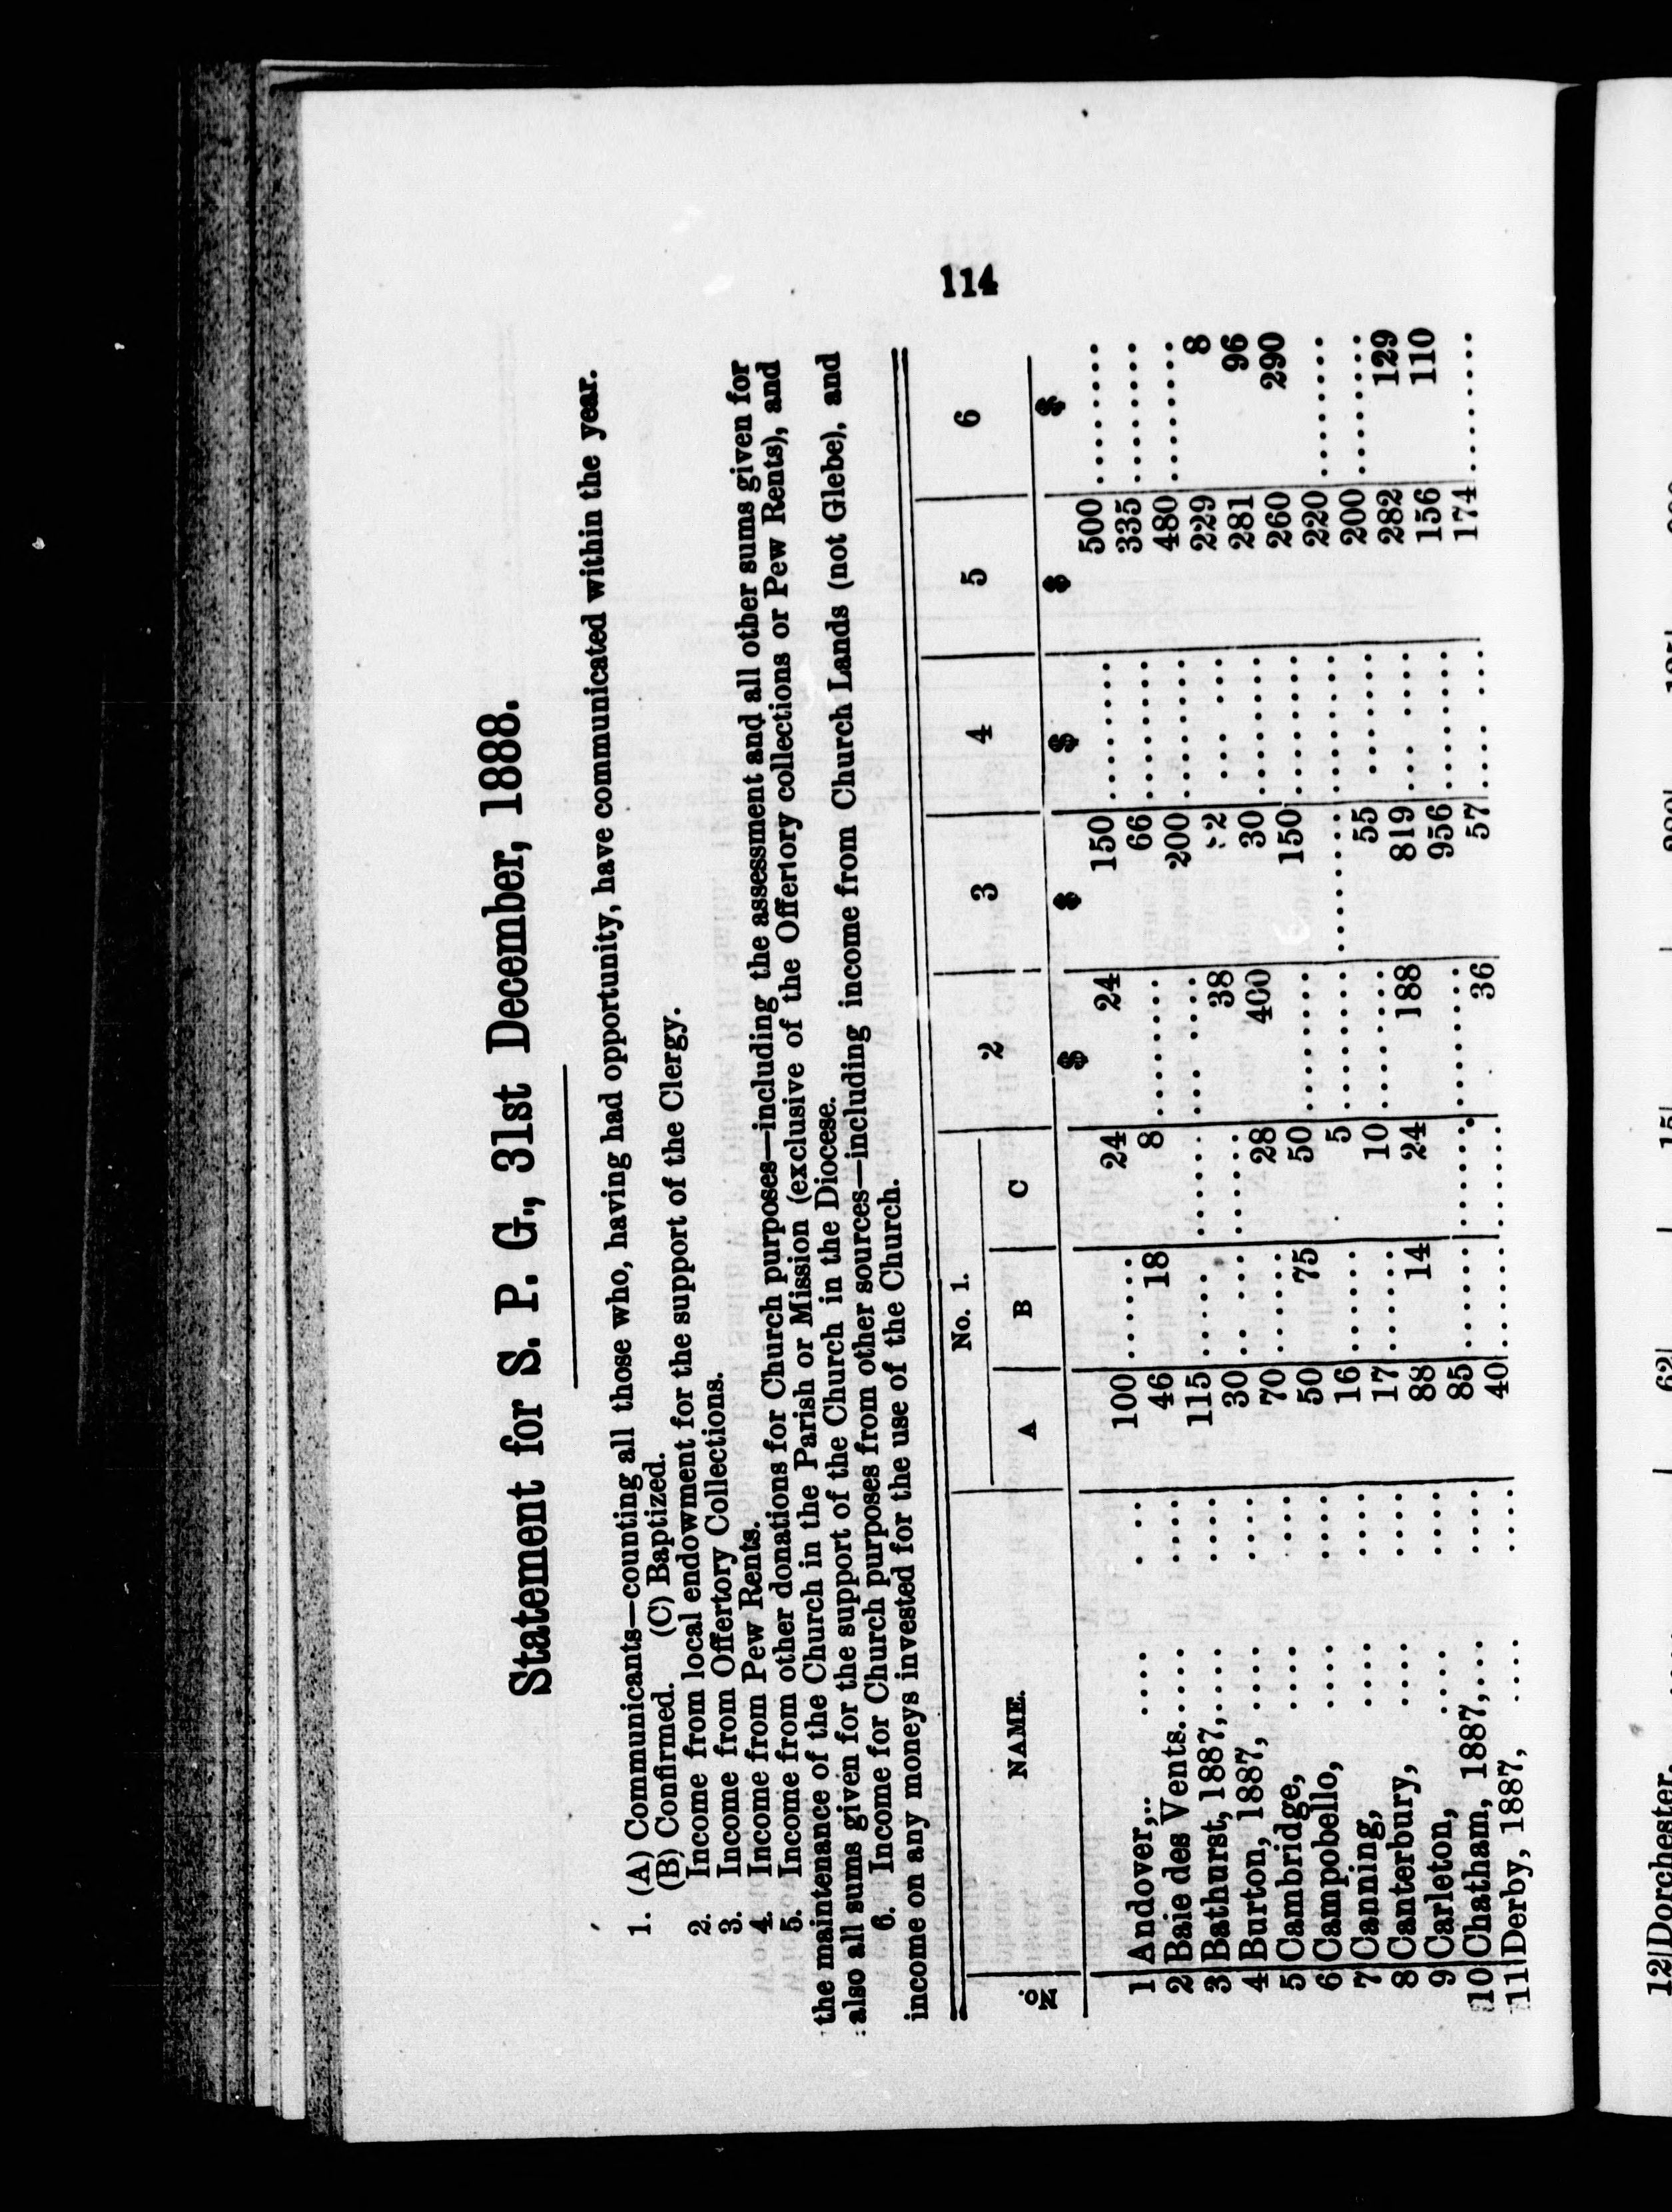 114
Statement for S. P. G., 31st December, 1888.
1. (A) Communicants—counting all those who, having had opportunity, have communicated within the year.
(B) Confirmed. (C) Baptized.
2. Income from local endowment for the support of the Clergy.
3. Income from Offertory Collections.
4. Income from Pew Rents.
5. Income from other donations for Church purposes—including the assessment and all other sums given for
the maintenance of the Church in the Parish or Mission (exclusive of the Offertory collections or Pew Rents), and
also all sums given for the support of the Church in the Diocese.
6. Income for Church purposes from other sources—including income from Church Lands (not Glebe), and
income on any moneys invested for the use of the Church.
No. NAME. No. 1. 2 3 4 5 6
A B C
$ $ $ $ $
1 Andover,.. .... .... 100 ........ 24 24 150 ........ 500 ........
2 Baie des Vents..... .... 46 18 8 ........ 66 ........ 335 ........
3 Bathurst, 1887,.... .... 115 ........ ........ ........ 200 ........ 480 ........
4 Burton, 1887, .... .... 30 ........ ........ 38 2 ........ 229 8
5 Cambridge, .... .... 70 ........ 28 400 30 ........ 281 96
6 Campobello, .... .... 50 75 50 ........ 150 ........ 260 290
7 Canning, .... .... 16 ........ 5 ........ ........ ........ 220 ........
8 Canterbury, .... .... 17 ........ 10 ........ 55 ........ 200 ........
9 Carleton, .... .... 88 14 24 188 819 ........ 282 129
10 Chatham, 1887,.... .... 85 ........ ........ ........ 956 ........ 156 110
11 Derby, 1887, .... .... 40 ........ ........ 36 57 ........ 174 ........
12 Dorchester, 62 15